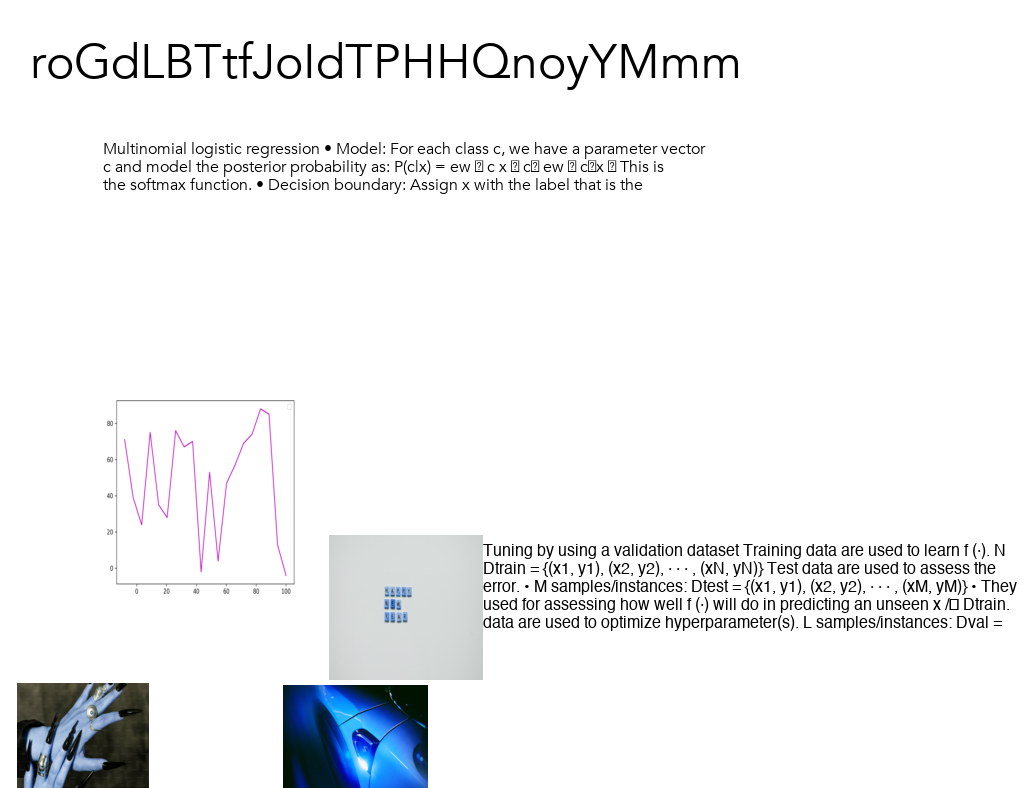 roGdLBTtfJoIdTPHHQnoyYMmm
Multinomial logistic regression • Model: For each class c, we have a parameter vector
c and model the posterior probability as: P(c|x) = ew c x c ew c x This is
the softmax function. • Decision boundary: Assign x with the label that is the
80
60
40
20
0
0 20 40 60 80 100
Tuning by using a validation dataset Training data are used to learn f (·). N
Dtrain = {(x1, y1), (x2, y2), · · · , (xN, yN)} Test data are used to assess the
error. • M samples/instances: Dtest = {(x1, y1), (x2, y2), · · · , (xM, yM)} • They
used for assessing how well f (·) will do in predicting an unseen x / Dtrain.
data are used to optimize hyperparameter(s). L samples/instances: Dval =